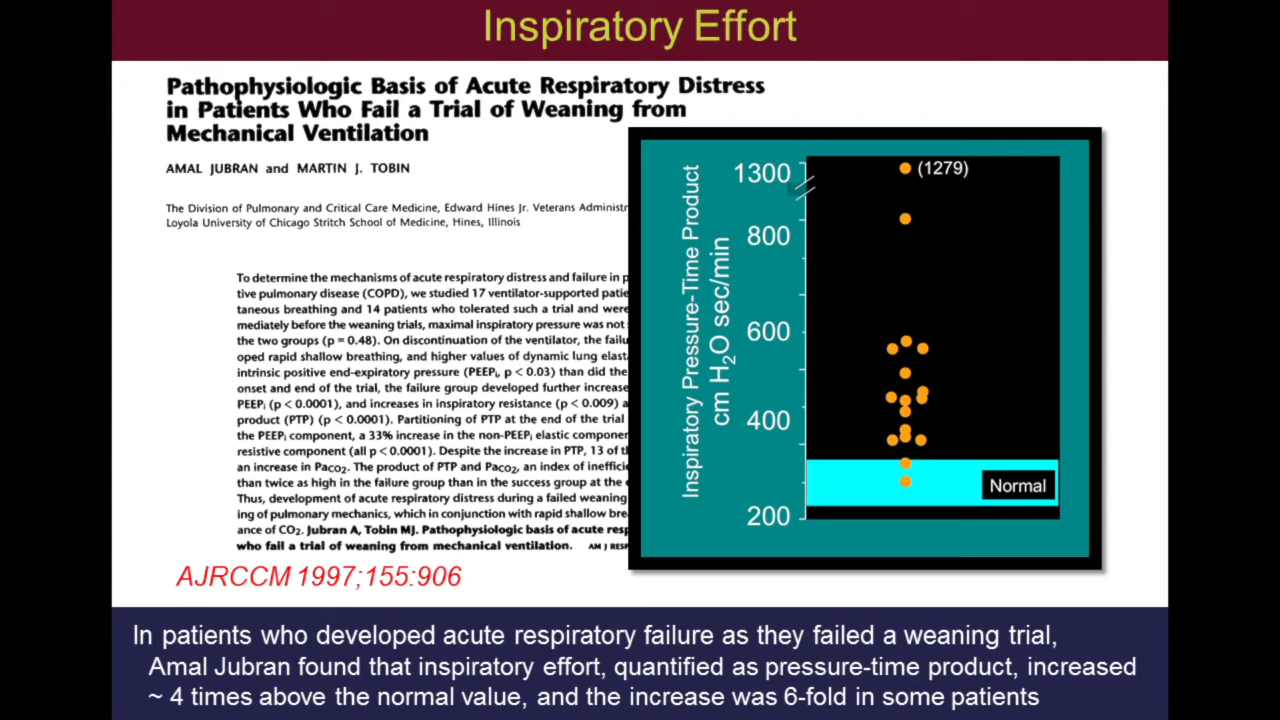 Inspiratory Effort
Pathophysiologic Basis of Acute Respiratory Distress
in Patients Who Fail a Trial of Weaning from
Mechanical Ventilation
AMAL JUBRAN and MARTIN J. TOBIN
The Division of Pulmonary and Critical Care Medicine, Edward Hines Jr. Veterans Administr
Loyola University of Chicago Stritch School of Medicine, Hines, Illinois
To determine the mechanisms of acute respiratory distress and failure in p
tive pulmonary disease (COPD), we studied 17 ventilator-supported patie
taneous breathing and 14 patients who tolerated such a trial and were
mediately before the weaning trials, maximal inspiratory pressure was not
the two groups (p = 0.48). On discontinuation of the ventilator, the failu
oped rapid shallow breathing, and higher values of dynamic lung elast
intrinsic positive end-expiratory pressure (PEEPi, p < 0.03) than did the
onset and end of the trial, the failure group developed further increase
PEEPi (p < 0.0001), and increases in inspiratory resistance (p < 0.009) a
product (PTP) (p < 0.0001). Partitioning of PTP at the end of the trial
the PEEPi component, a 33% increase in the non-PEEPi elastic component
resistive component (all p < 0.0001). Despite the increase in PTP, 13 of th
an increase in PaCO2. The product of PTP and PaCO2, an index of ineffici
than twice as high in the failure group than in the success group at the e
Thus, development of acute respiratory distress during a failed weaning
ing of pulmonary mechanics, which in conjunction with rapid shallow bre
ance of CO2. Jubran A, Tobin MJ. Pathophysiologic basis of acute resp
who fail a trial of weaning from mechanical ventilation. AM J RESP
AJRCCM 1997;155:906
Inspiratory Pressure-Time Product
cm H2O sec/min
1300
800
600
400
200
(1279)
Normal
In patients who developed acute respiratory failure as they failed a weaning trial,
Amal Jubran found that inspiratory effort, quantified as pressure-time product, increased
~ 4 times above the normal value, and the increase was 6-fold in some patients